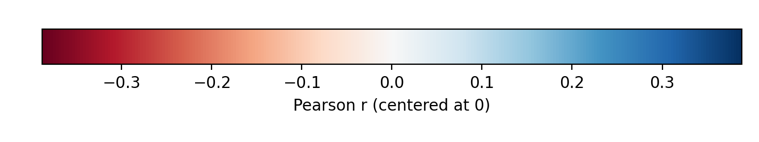 −0.3 −0.2 −0.1 0.0 0.1 0.2 0.3
Pearson r (centered at 0)